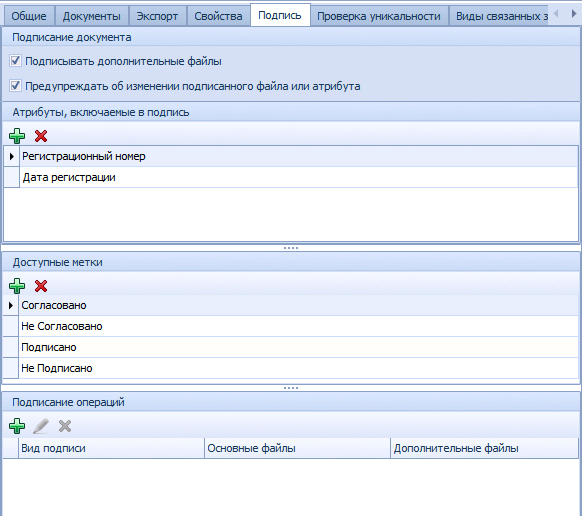 Общие Документы Экспорт Свойства Подпись Проверка уникальности Виды связанных з
Подписание документа
Подписывать дополнительные файлы
Предупреждать об изменении подписанного файла или атрибута
Атрибуты, включаемые в подпись
Регистрационный номер
Дата регистрации
Доступные метки
Согласовано
Не Согласовано
Подписано
Не Подписано
Подписание операций
Вид подписи Основные файлы Дополнительные файлы